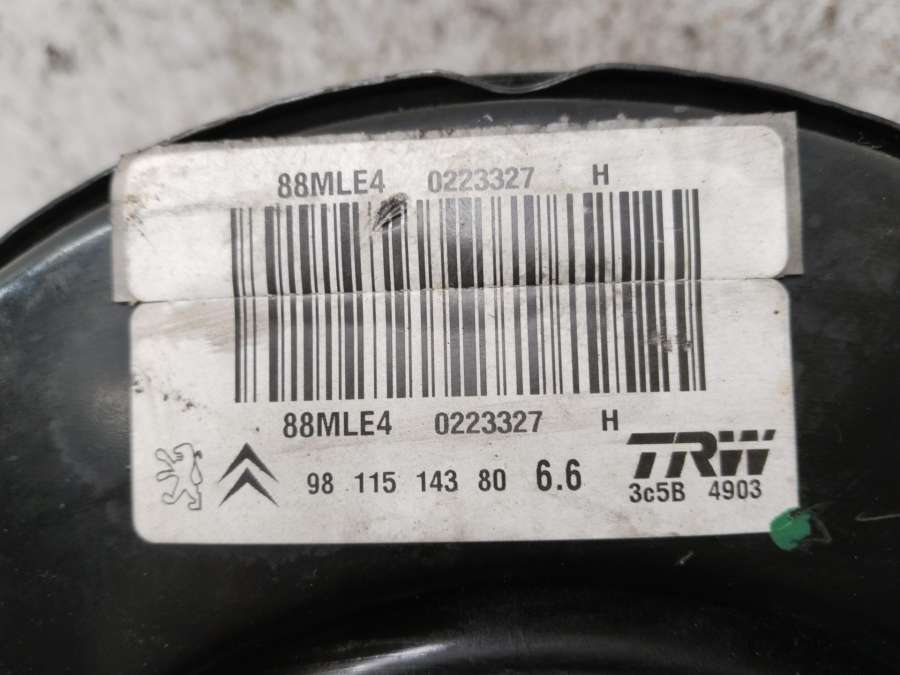 88MLE4 0223327 H
88MLE4 0223327 H
TRW
98 115 143 80 6.6
3c5B 4903